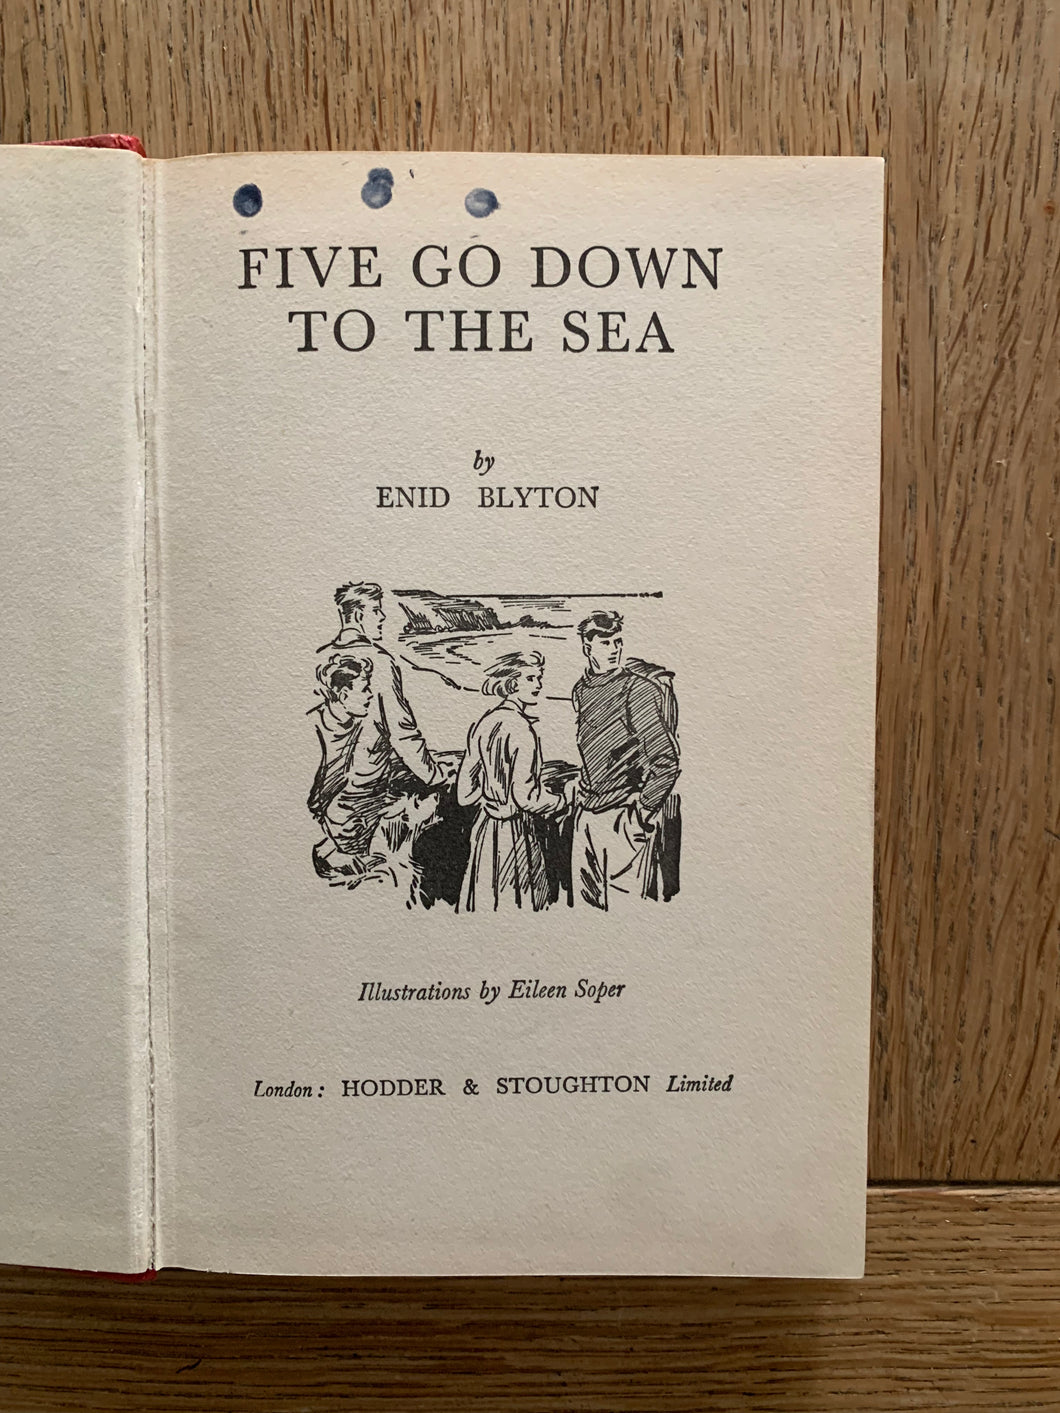 FIVE GO DOWN
TO THE SEA
by
ENID BLYTON
Illustrations by Eileen Soper
London: HODDER & STOUGHTON Limited